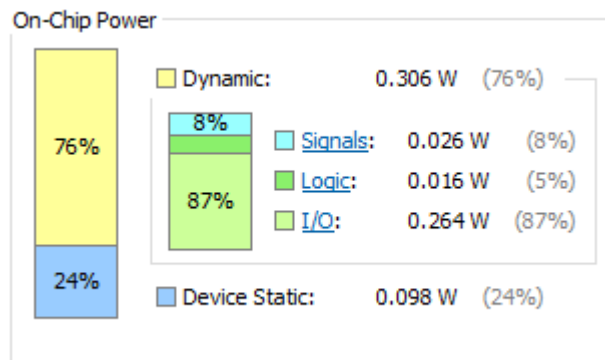 On-Chip Power
Dynamic: 0.306 W (76%)
8%
76%
Signals: 0.026 W (8%)
Logic: 0.016 W (5%)
87%
I/O: 0.264 W (87%)
24%
Device Static: 0.098 W (24%)